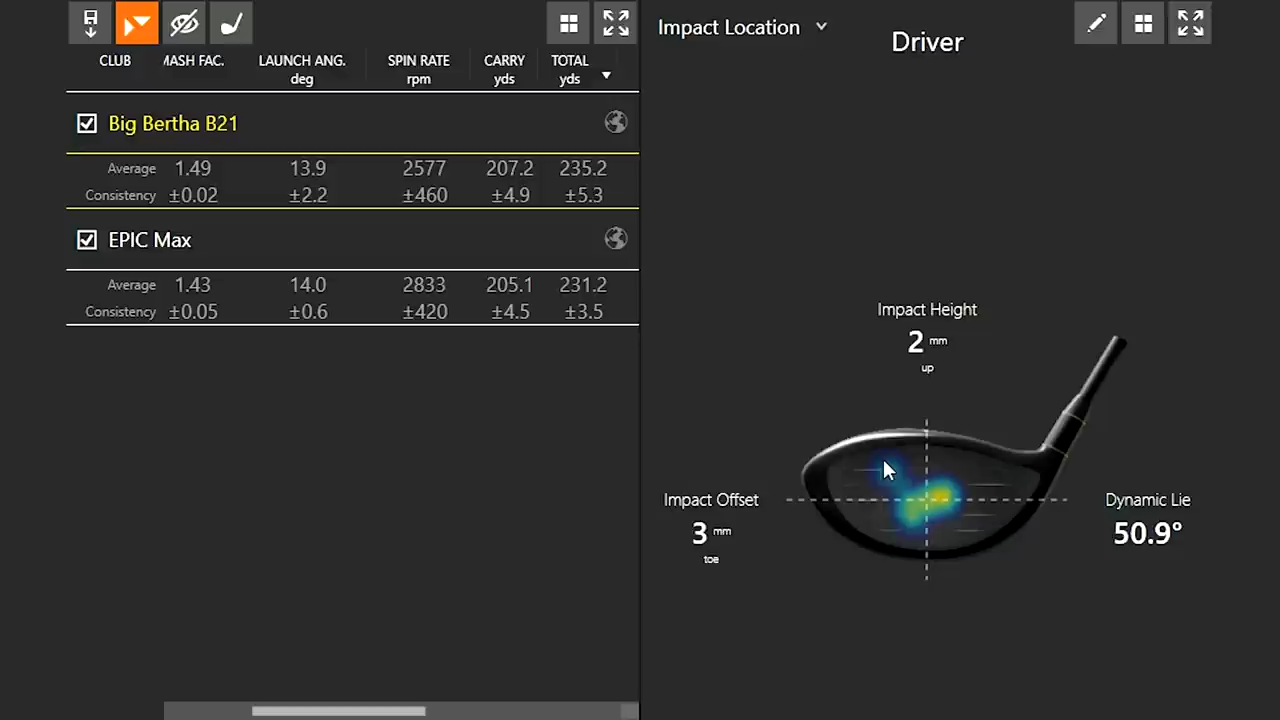 Impact Location
Driver
CLUB MASH FAC. LAUNCH ANG. SPIN RATE CARRY TOTAL
deg rpm yds yds
Big Bertha B21
Average 1.49 13.9 2577 207.2 235.2
Consistency ±0.02 ±2.2 ±460 ±4.9 ±5.3
EPIC Max
Average 1.43 14.0 2833 205.1 231.2
Consistency ±0.05 ±0.6 ±420 ±4.5 ±3.5
Impact Height
2 mm
up
Impact Offset
3 mm
toe
Dynamic Lie
50.9°